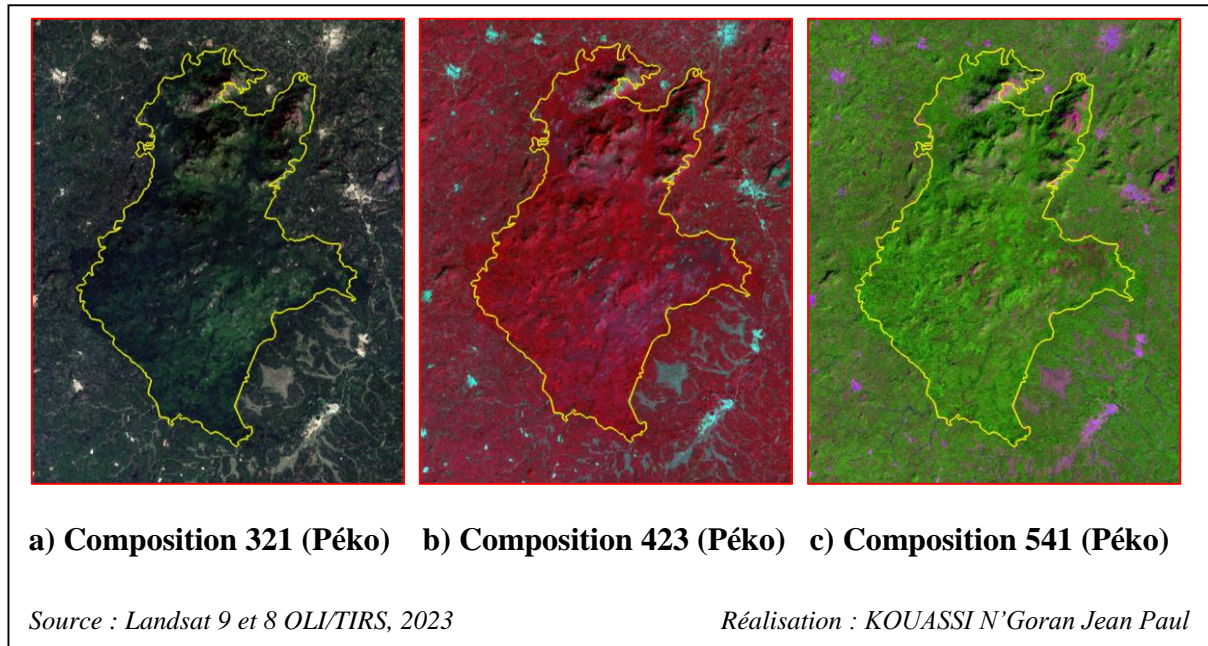 a) Composition 321 (Péko) b) Composition 423 (Péko) c) Composition 541 (Péko)
Source : Landsat 9 et 8 OLI/TIRS, 2023 Réalisation : KOUASSI N’Goran Jean Paul